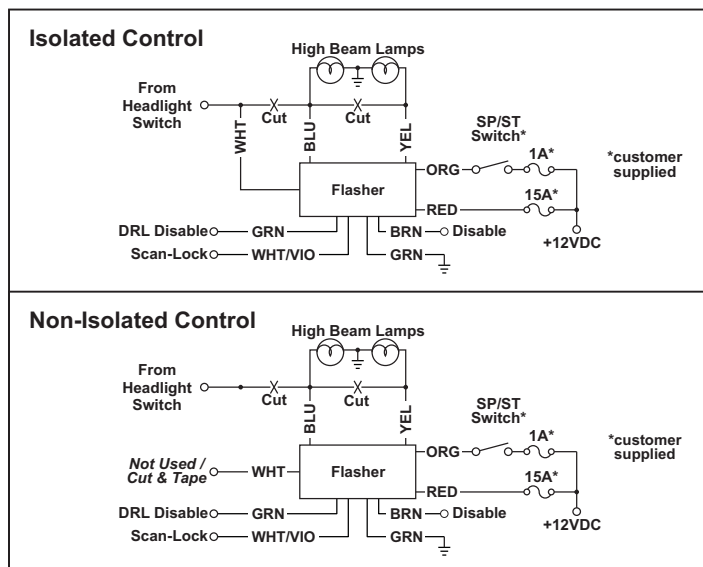 Isolated Control
High Beam Lamps
From
Headlight
Switch
Cut
Cut
WHT
BLU
YEL
SP/ST
Switch*
1A*
*customer
supplied
ORG
Flasher
15A*
RED
DRL Disable
GRN
BRN
Disable
+12VDC
Scan-Lock
WHT/VIO
GRN
Non-Isolated Control
High Beam Lamps
From
Headlight
Switch
Cut
Cut
BLU
YEL
SP/ST
Switch*
1A*
*customer
supplied
ORG
Not Used /
Cut & Tape
WHT
Flasher
15A*
RED
DRL Disable
GRN
BRN
Disable
+12VDC
Scan-Lock
WHT/VIO
GRN